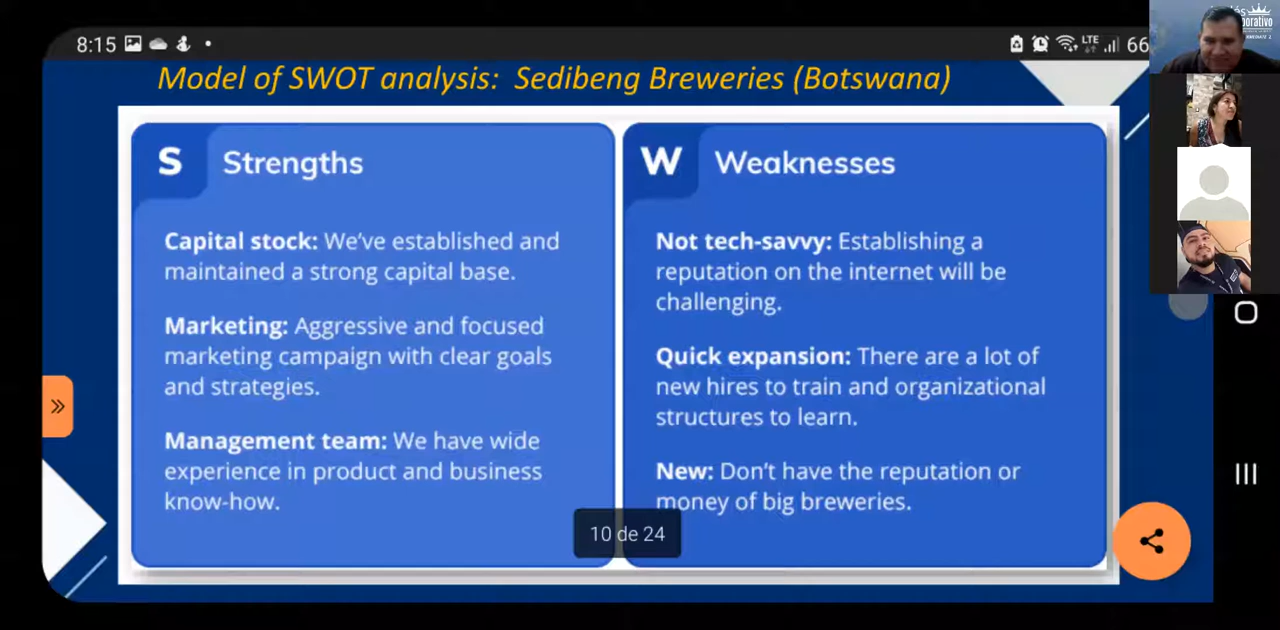 8:15
LTE
66
Model of SWOT analysis: Sedibeng Breweries (Botswana)
S Strengths
Capital stock: We've established and
maintained a strong capital base.
Marketing: Aggressive and focused
marketing campaign with clear goals
and strategies.
Management team: We have wide
experience in product and business
know-how.
W Weaknesses
Not tech-savvy: Establishing a
reputation on the internet will be
challenging.
Quick expansion: There are a lot of
new hires to train and organizational
structures to learn.
New: Don't have the reputation or
money of big breweries.
10 de 24